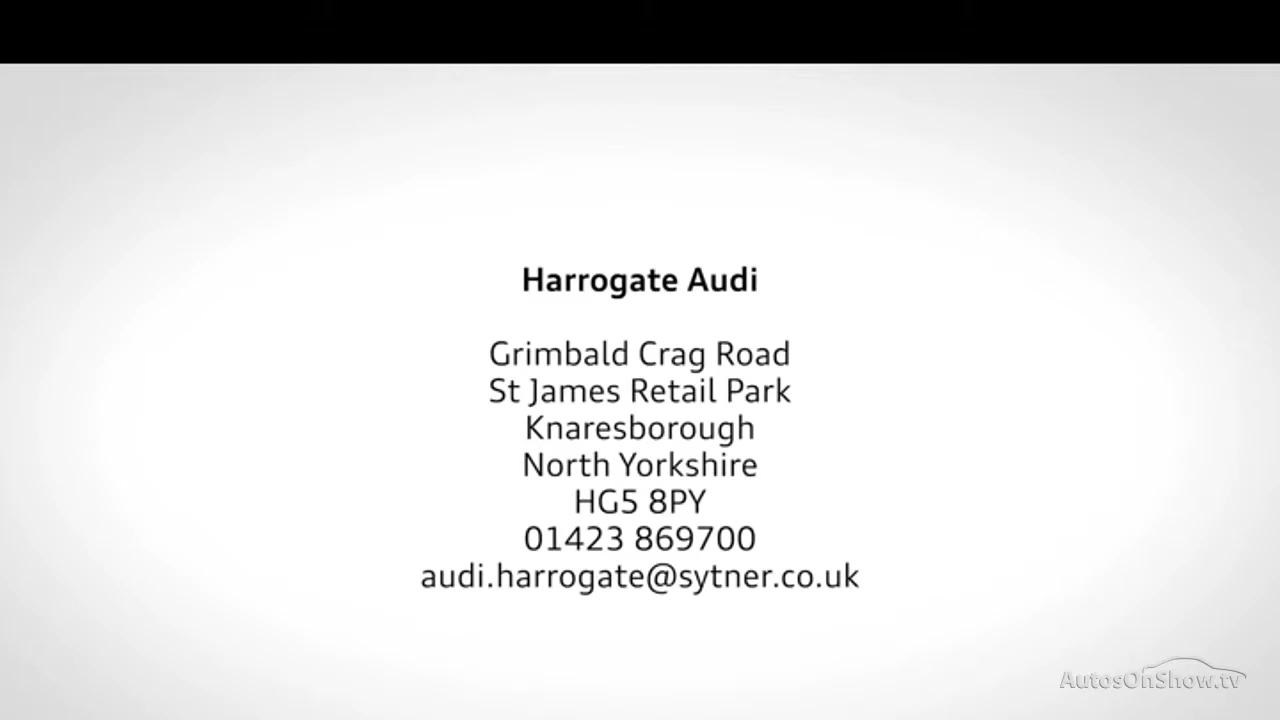 Harrogate Audi
Grimbald Crag Road
St James Retail Park
Knaresborough
North Yorkshire
HG5 8PY
01423 869700
audi.harrogate@sytner.co.uk
AutosOnShow.tv